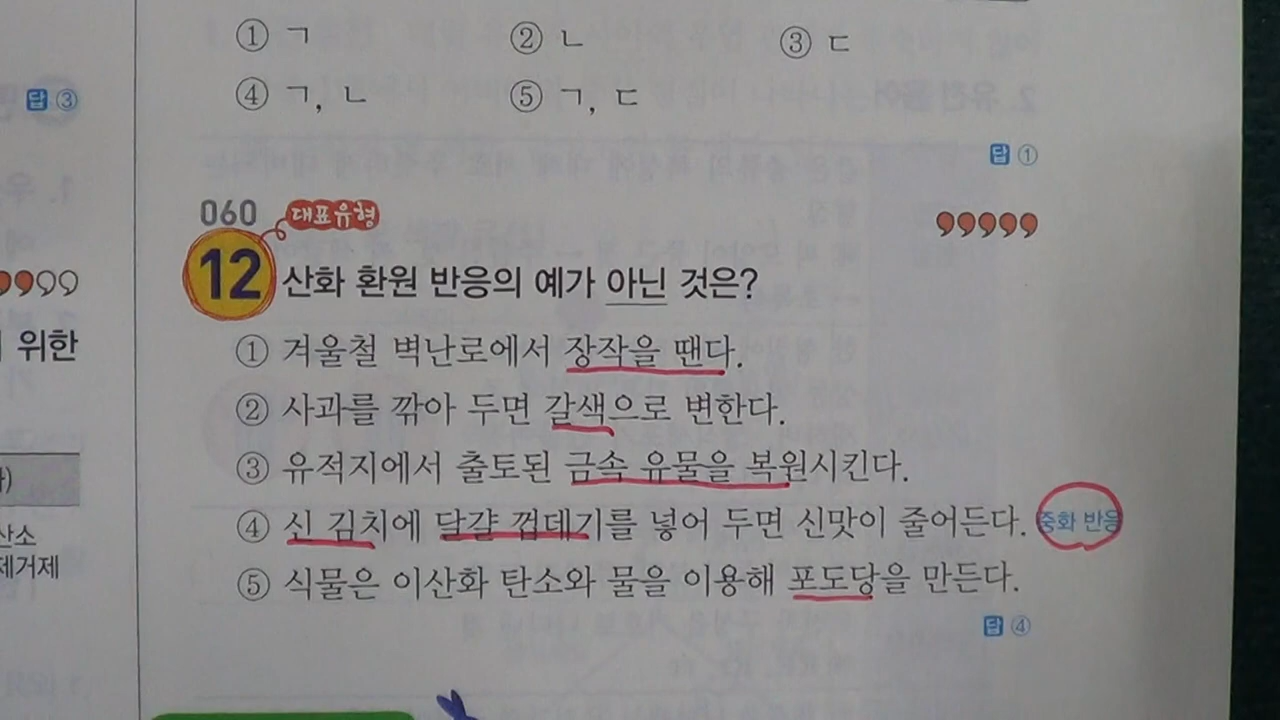 ① ㄱ ② ㄴ ③ ㄷ
④ ㄱ, ㄴ ⑤ ㄱ, ㄷ
답 ①
답 ③
위한
산소
제거제
060 대표유형
12 산화 환원 반응의 예가 아닌 것은?
① 겨울철 벽난로에서 장작을 땐다.
② 사과를 깎아 두면 갈색으로 변한다.
③ 유적지에서 출토된 금속 유물을 복원시킨다.
④ 신 김치에 달걀 껍데기를 넣어 두면 신맛이 줄어든다. 중화 반응
⑤ 식물은 이산화 탄소와 물을 이용해 포도당을 만든다.
답 ④